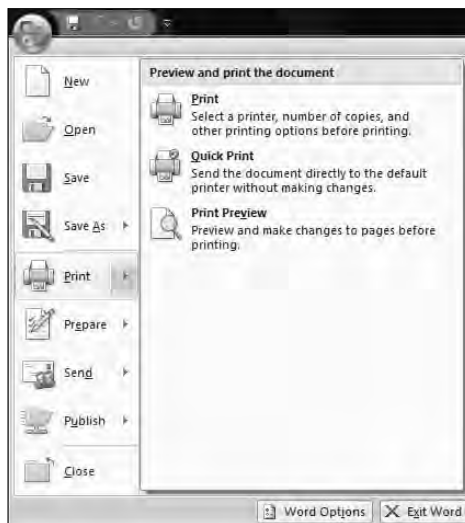 New
Open
Save
Save As
Print
Prepare
Send
Publish
Close
Preview and print the document
Print
Select a printer, number of copies, and
other printing options before printing.
Quick Print
Send the document directly to the default
printer without making changes.
Print Preview
Preview and make changes to pages before
printing.
Word Options
Exit Word